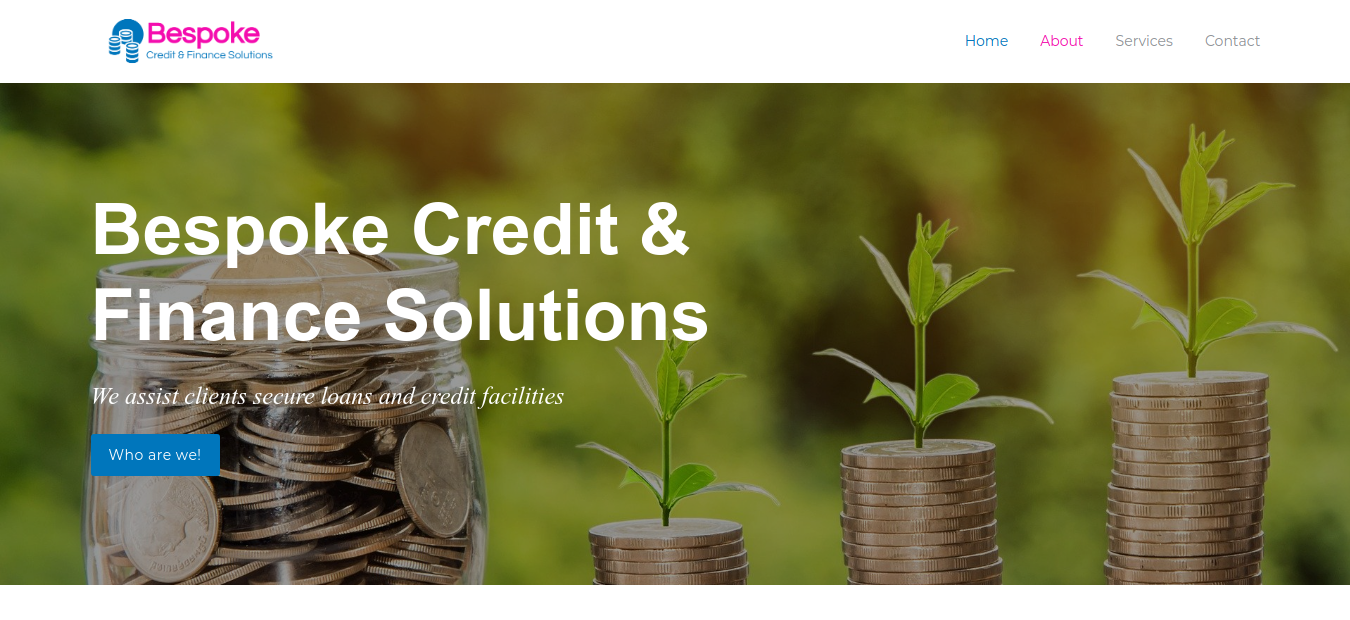 Bespoke
Credit & Finance Solutions
Home About Services Contact
Bespoke Credit &
Finance Solutions
We assist clients secure loans and credit facilities
Who are we!